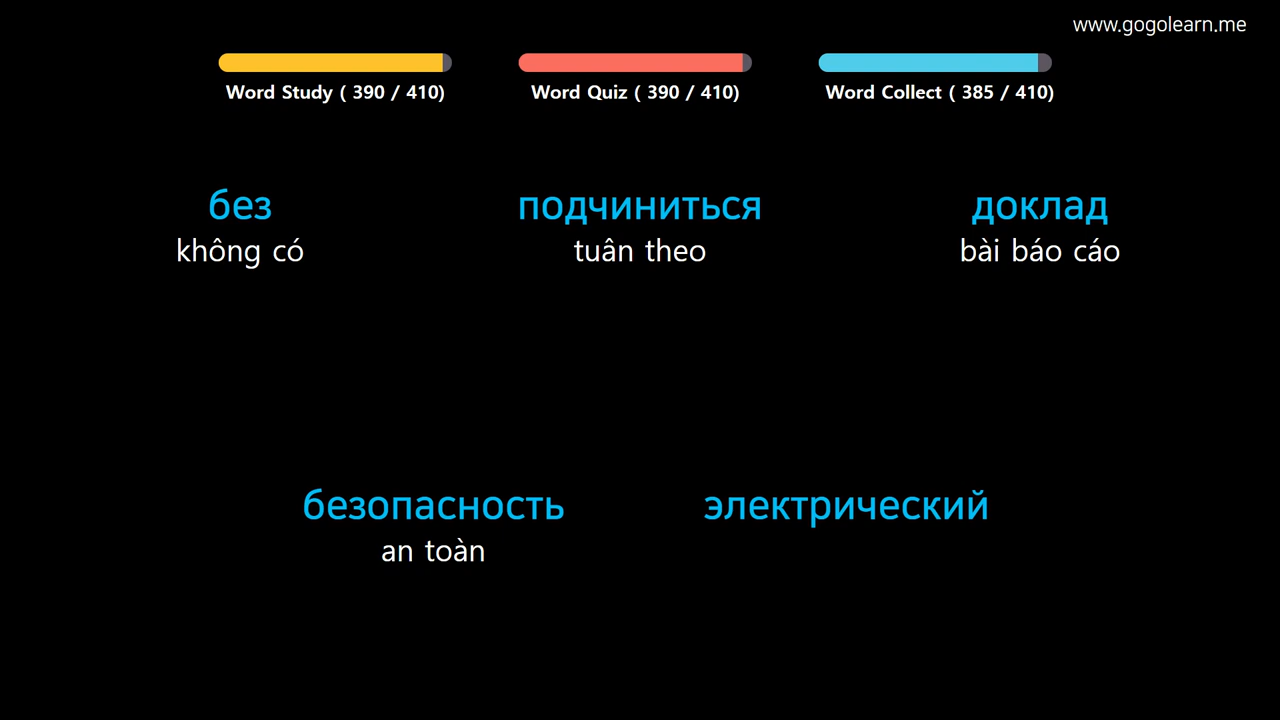 www.gogolearn.me
Word Study ( 390 / 410)
Word Quiz ( 390 / 410)
Word Collect ( 385 / 410)
без
không có
подчиниться
tuân theo
доклад
bài báo cáo
безопасность
an toàn
электрический